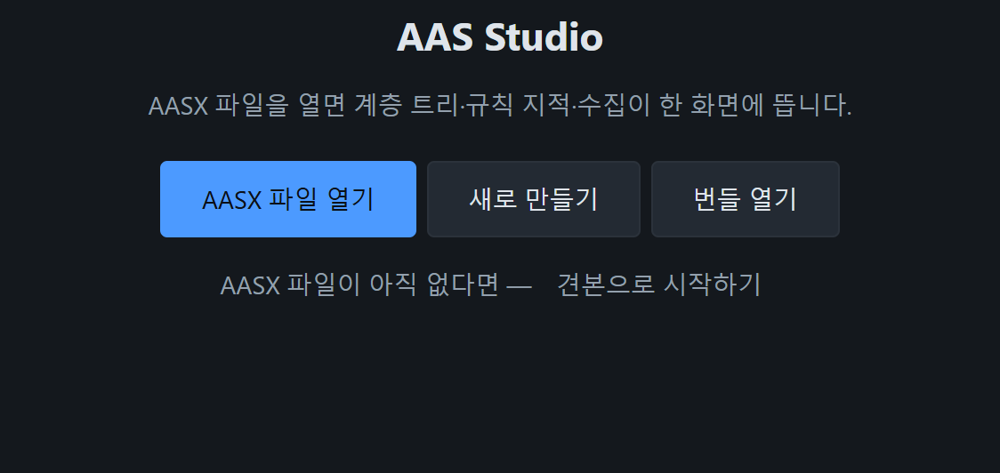 AAS Studio
AASX 파일을 열면 계층 트리·규칙 지적·수집이 한 화면에 뜹니다.
AASX 파일 열기
새로 만들기
번들 열기
AASX 파일이 아직 없다면 — 견본으로 시작하기